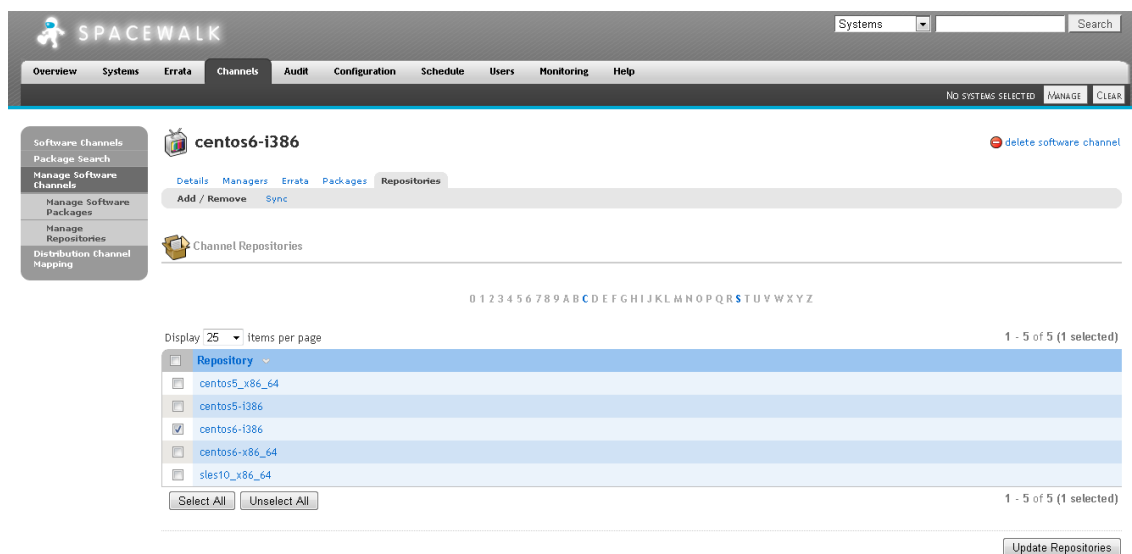 SPACEWALK
Systems
Search
Overview Systems Errata Channels Audit Configuration Schedule Users Monitoring Help
NO SYSTEMS SELECTED MANAGE CLEAR
Software Channels
Package Search
Manage Software
Channels
Manage Software
Packages
Manage
Repositories
Distribution Channel
Mapping
centos6-i386
delete software channel
Details Managers Errata Packages Repositories
Add / Remove Sync
Channel Repositories
0 1 2 3 4 5 6 7 8 9 A B C D E F G H I J K L M N O P Q R S T U V W X Y Z
Display 25 items per page
1 - 5 of 5 (1 selected)
Repository
centos5_x86_64
centos5-i386
centos6-i386
centos6-x86_64
sles10_x86_64
Select All Unselect All
1 - 5 of 5 (1 selected)
Update Repositories